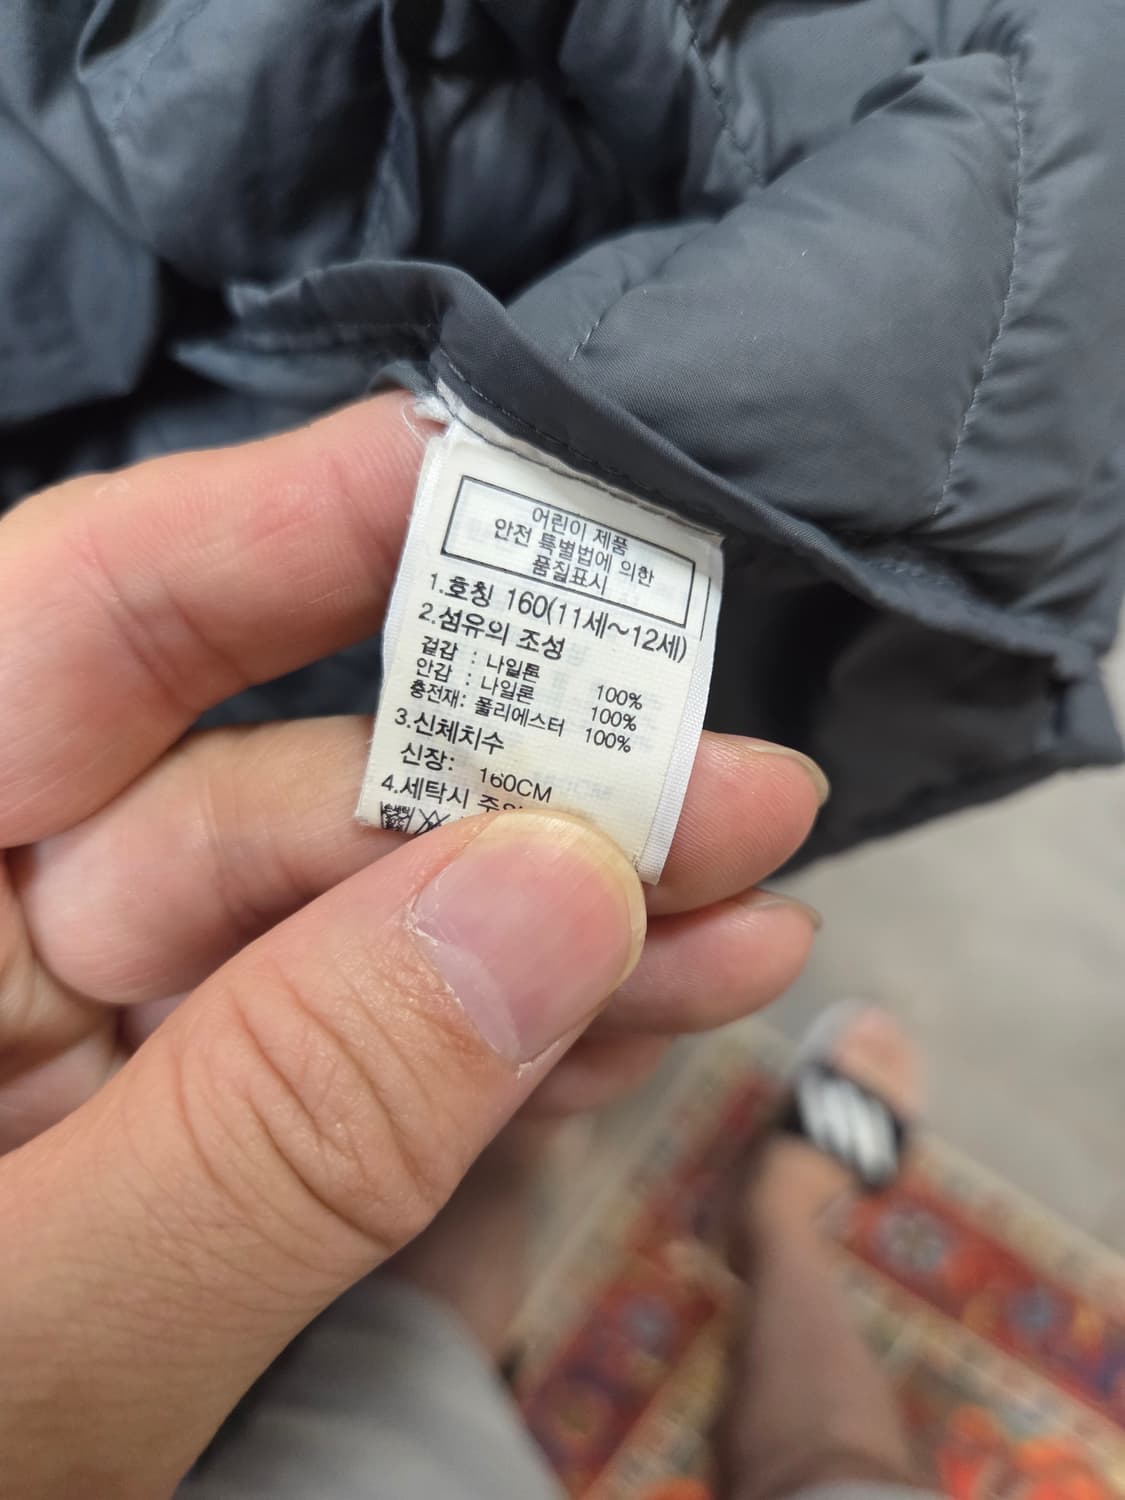 어린이 제품
안전 특별법에 의한
품질표시
1.호칭 160(11세~12세)
2.섬유의 조성
겉감 : 나일론 100%
안감 : 나일론 100%
충전재: 폴리에스터 100%
3.신체치수
신장: 160CM
4.세탁시